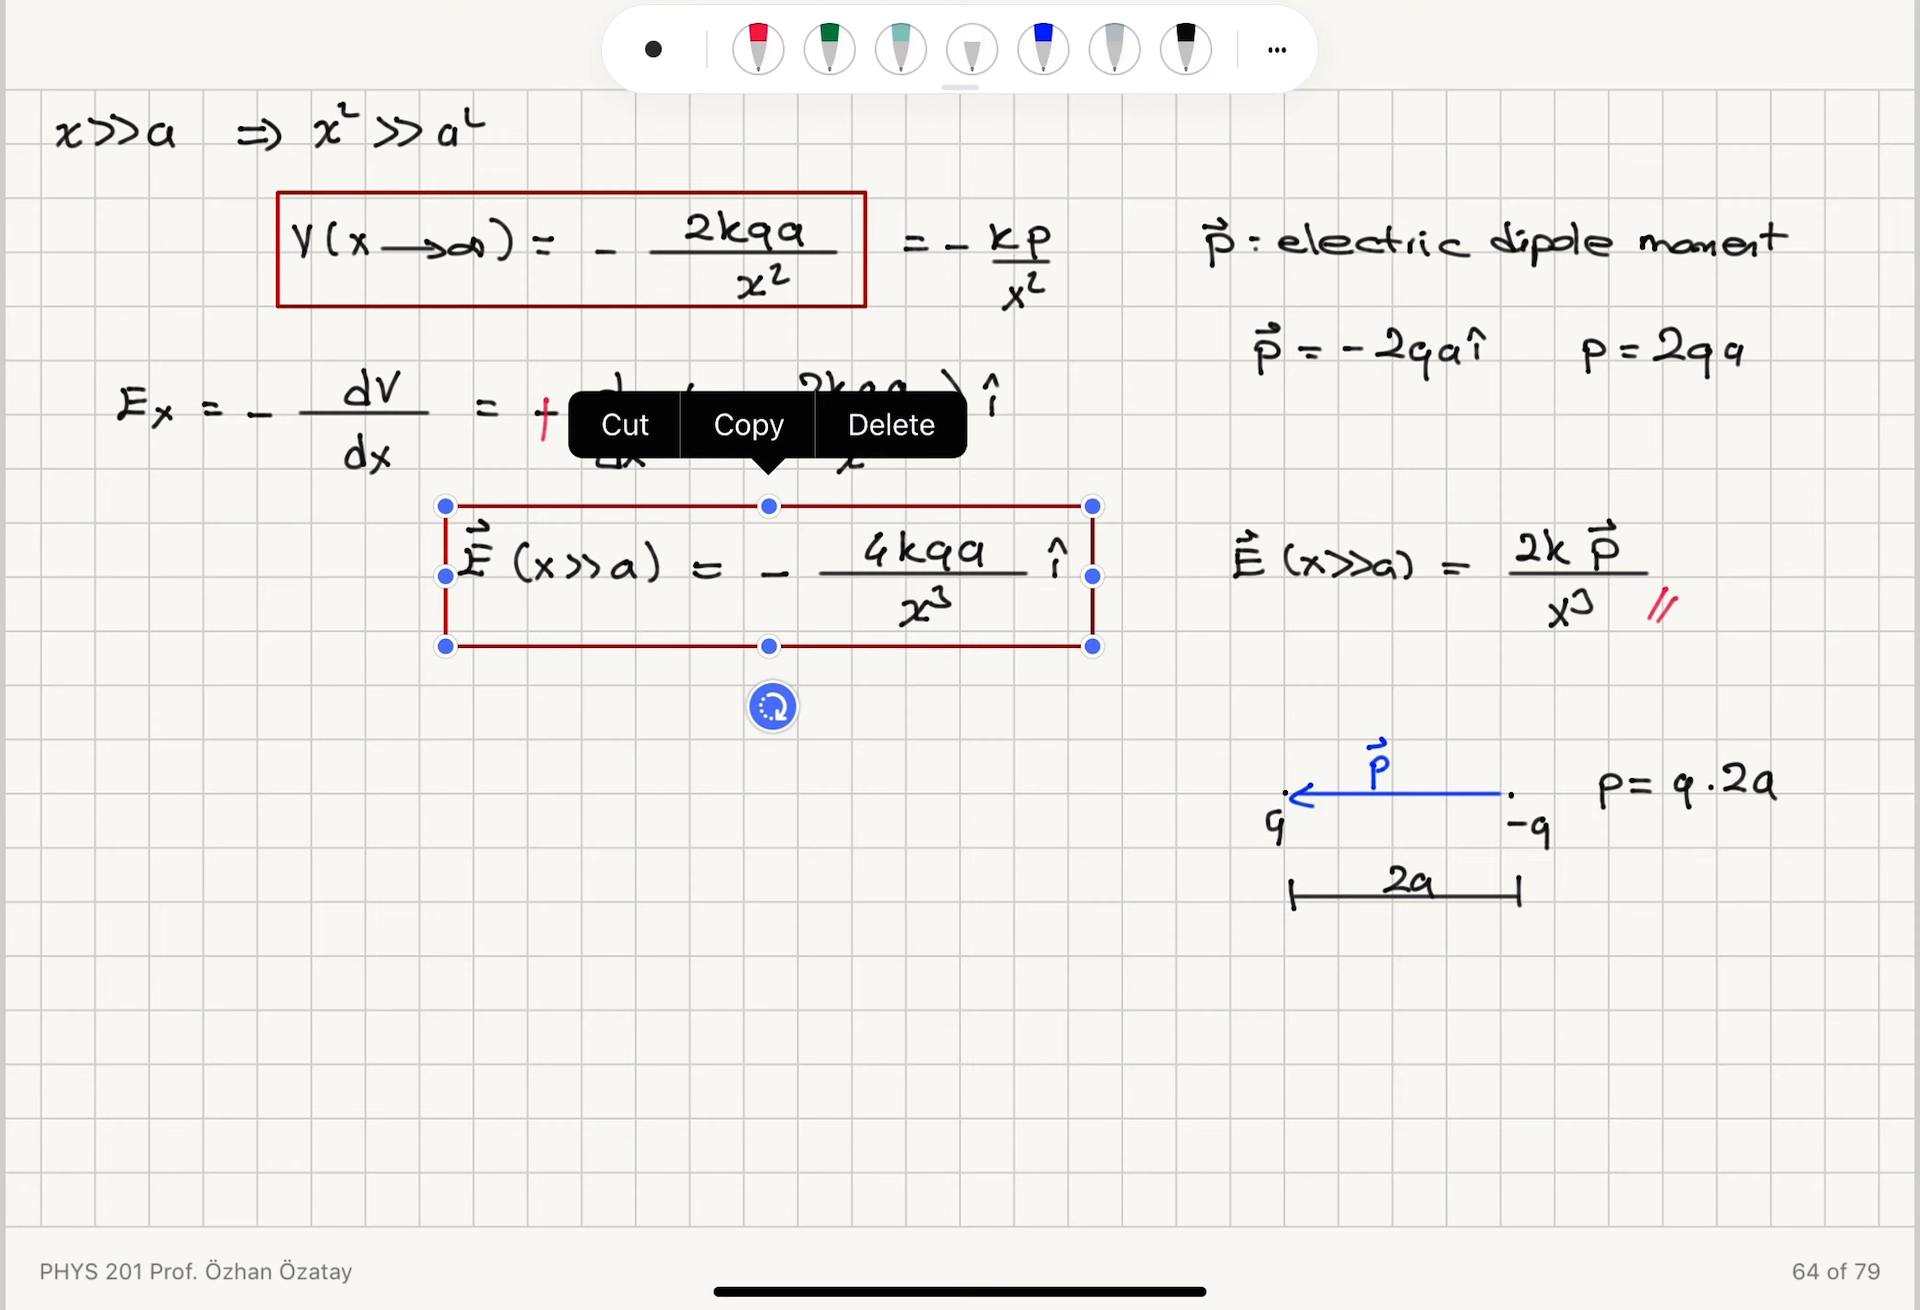 x>>a ⇒ x² >> a²
V(x→∞) = - 2kqa / x² = - kp / x² p⃗ : electric dipole moment
p⃗ = -2qa î p = 2qa
Eₓ = - dV / dx = + î
Cut Copy Delete
E⃗ (x>>a) = - 4kqa / x³ î E⃗ (x>>a) = 2k p⃗ / x³ //
p⃗ p = q.2a
q -q
2a
PHYS 201 Prof. Özhan Özatay 64 of 79